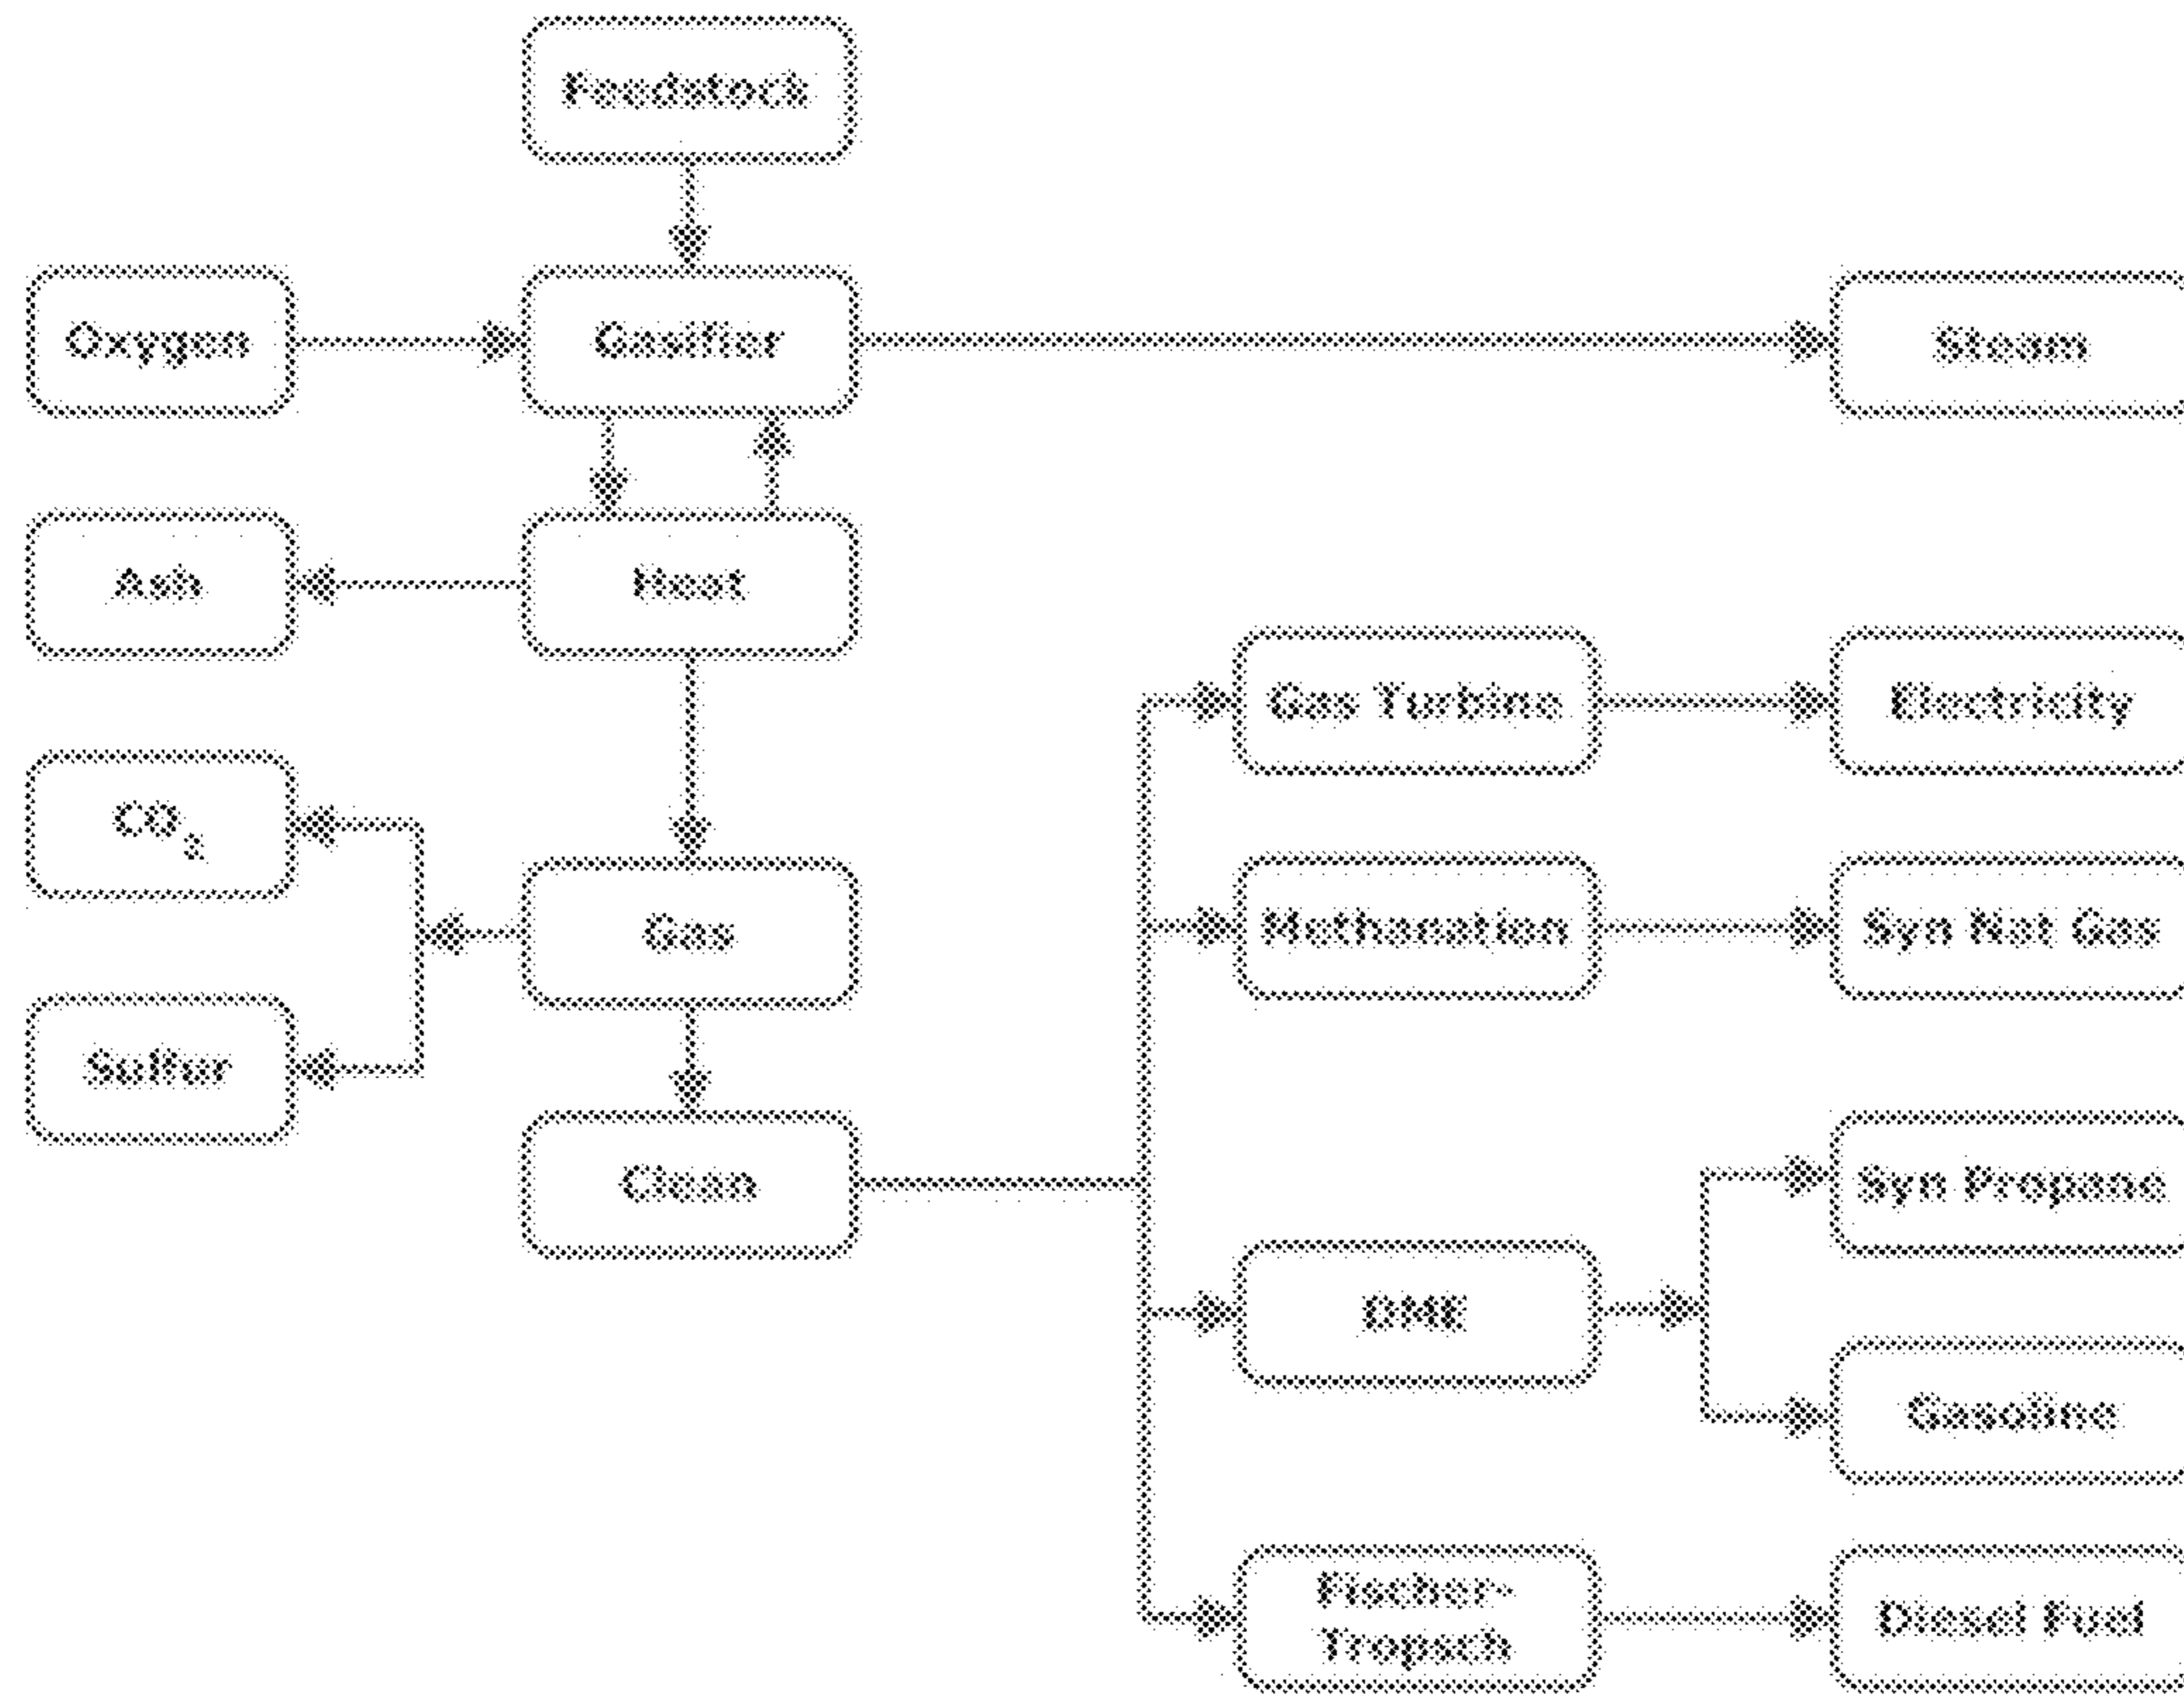 Feedstock
Oxygen
Gasifier
Steam
Ash
Heat
Gas Turbine
Electricity
CO2
Gas
Methanation
Syn Nat Gas
Sulfur
Clean
Syn Propane
DME
Gasoline
Fischer-
Tropsch
Diesel Fuel